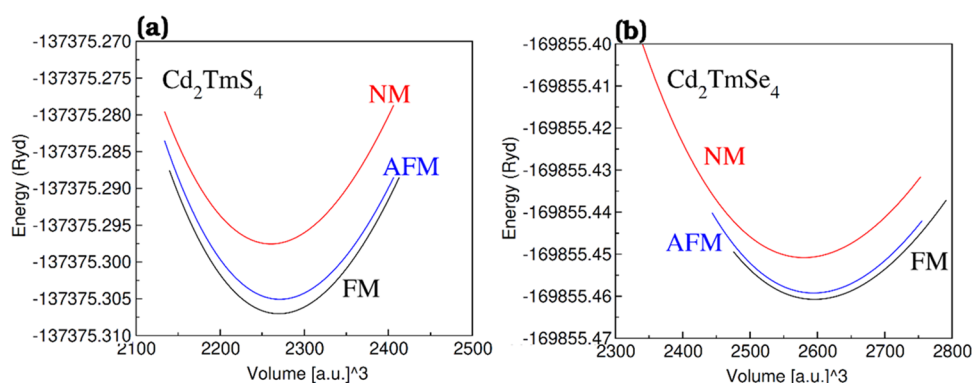 (a)
-137375.270
-137375.275
-137375.280
-137375.285
-137375.290
-137375.295
-137375.300
-137375.305
-137375.310
Energy (Ryd)
Cd2TmS4
NM
AFM
FM
2100 2200 2300 2400 2500
Volume [a.u.]^3
(b)
-169855.40
-169855.41
-169855.42
-169855.43
-169855.44
-169855.45
-169855.46
-169855.47
Energy (Ryd)
Cd2TmSe4
NM
AFM
FM
2300 2400 2500 2600 2700 2800
Volume [a.u.]^3